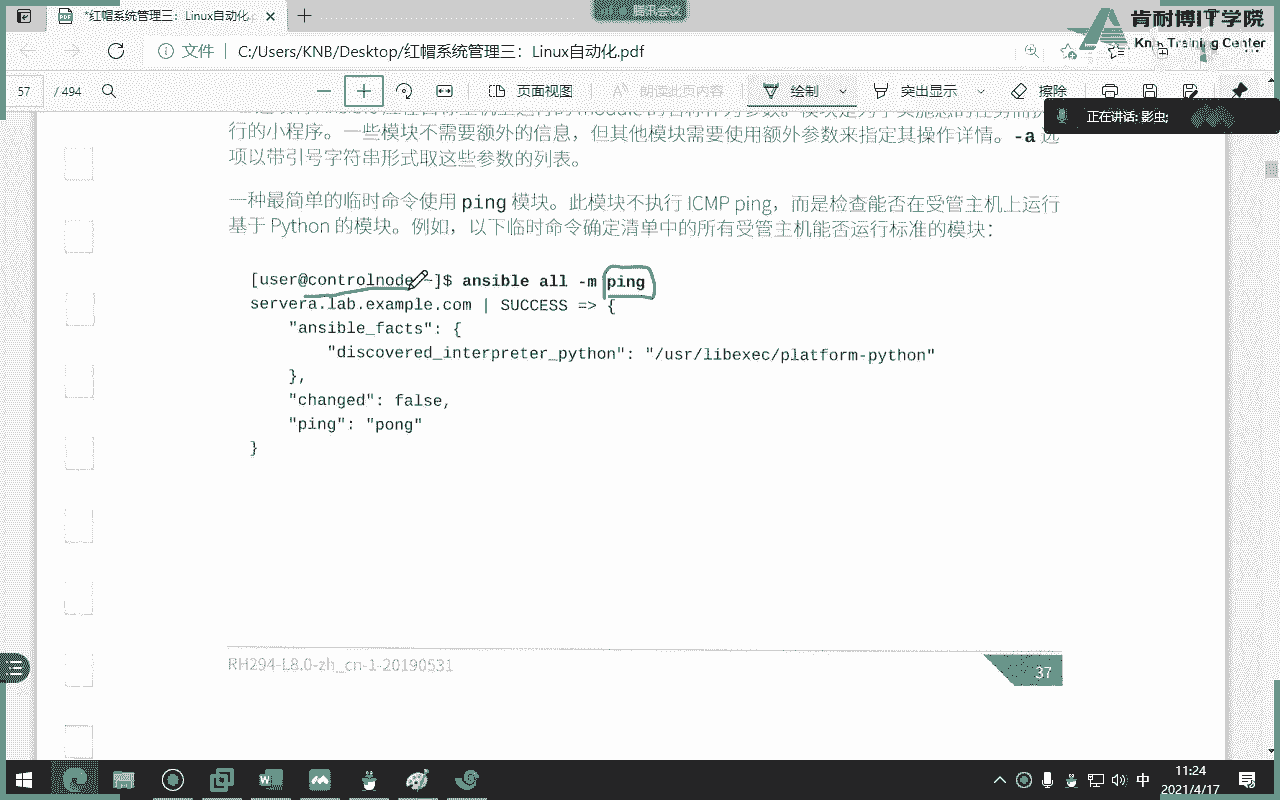 *红帽系统管理三：Linux自动化.
腾讯会议
肯耐博IT学院
KnB Training Center
文件
C:/Users/KNB/Desktop/红帽系统管理三：Linux自动化.pdf
57 / 494
页面视图
朗读此页内容
绘制
突出显示
擦除
正在讲话: 影虫;
行的小程序。一些模块不需要额外的信息，但其他模块需要使用额外参数来指定其操作详情。-a 选
项以带引号字符串形式取这些参数的列表。
一种最简单的临时命令使用 ping 模块。此模块不执行 ICMP ping，而是检查能否在受管主机上运行
基于 Python 的模块。例如，以下临时命令确定清单中的所有受管主机能否运行标准的模块：
[user@controlnode ~]$ ansible all -m ping
servera.lab.example.com | SUCCESS => {
"ansible_facts": {
"discovered_interpreter_python": "/usr/libexec/platform-python"
},
"changed": false,
"ping": "pong"
}
RH294-L8.0-zh_cn-1-20190531
37
中
11:24
2021/4/17